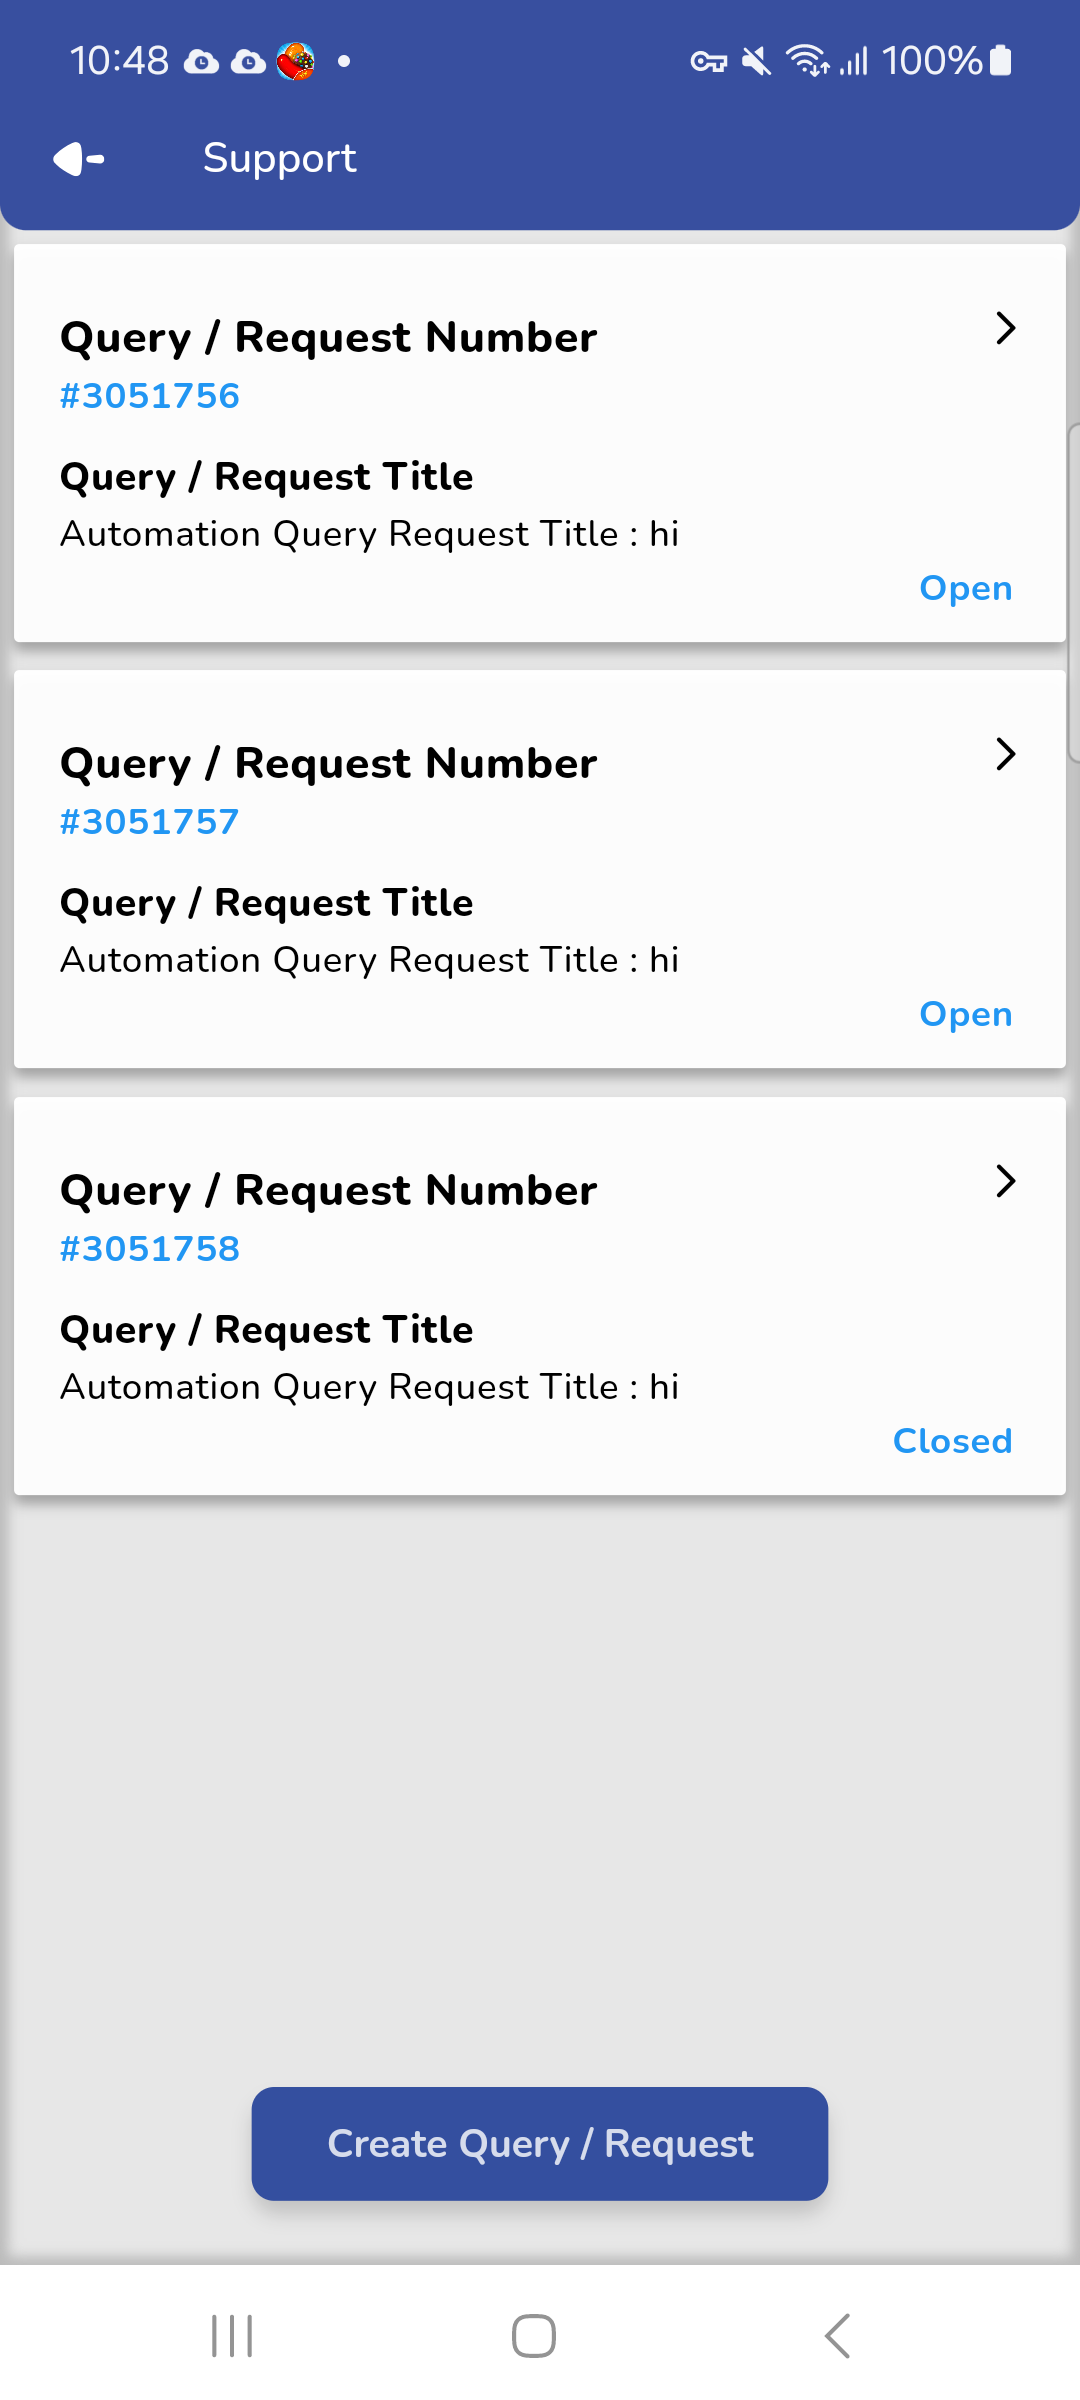 10:48
100%
Support
Query / Request Number
#3051756
Query / Request Title
Automation Query Request Title : hi
Open
Query / Request Number
#3051757
Query / Request Title
Automation Query Request Title : hi
Open
Query / Request Number
#3051758
Query / Request Title
Automation Query Request Title : hi
Closed
Create Query / Request